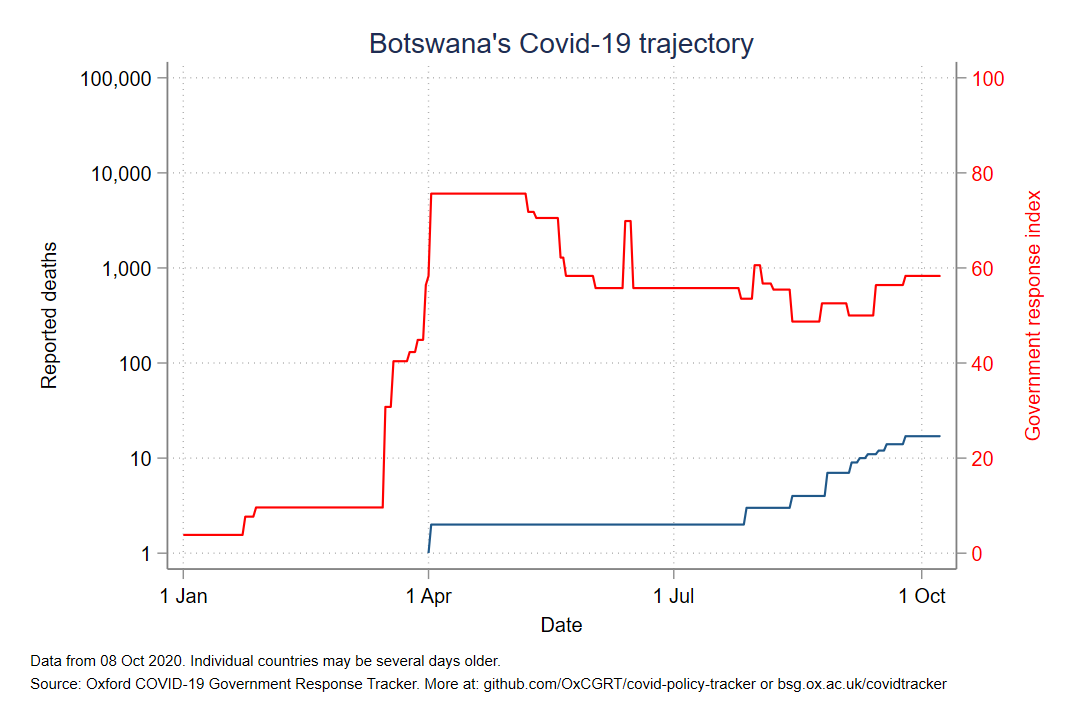 Botswana's Covid-19 trajectory
100,000
10,000
1,000
100
10
1
Reported deaths
100
80
60
40
20
0
Government response index
1 Jan 1 Apr 1 Jul 1 Oct
Date
Data from 08 Oct 2020. Individual countries may be several days older.
Source: Oxford COVID-19 Government Response Tracker. More at: github.com/OxCGRT/covid-policy-tracker or bsg.ox.ac.uk/covidtracker